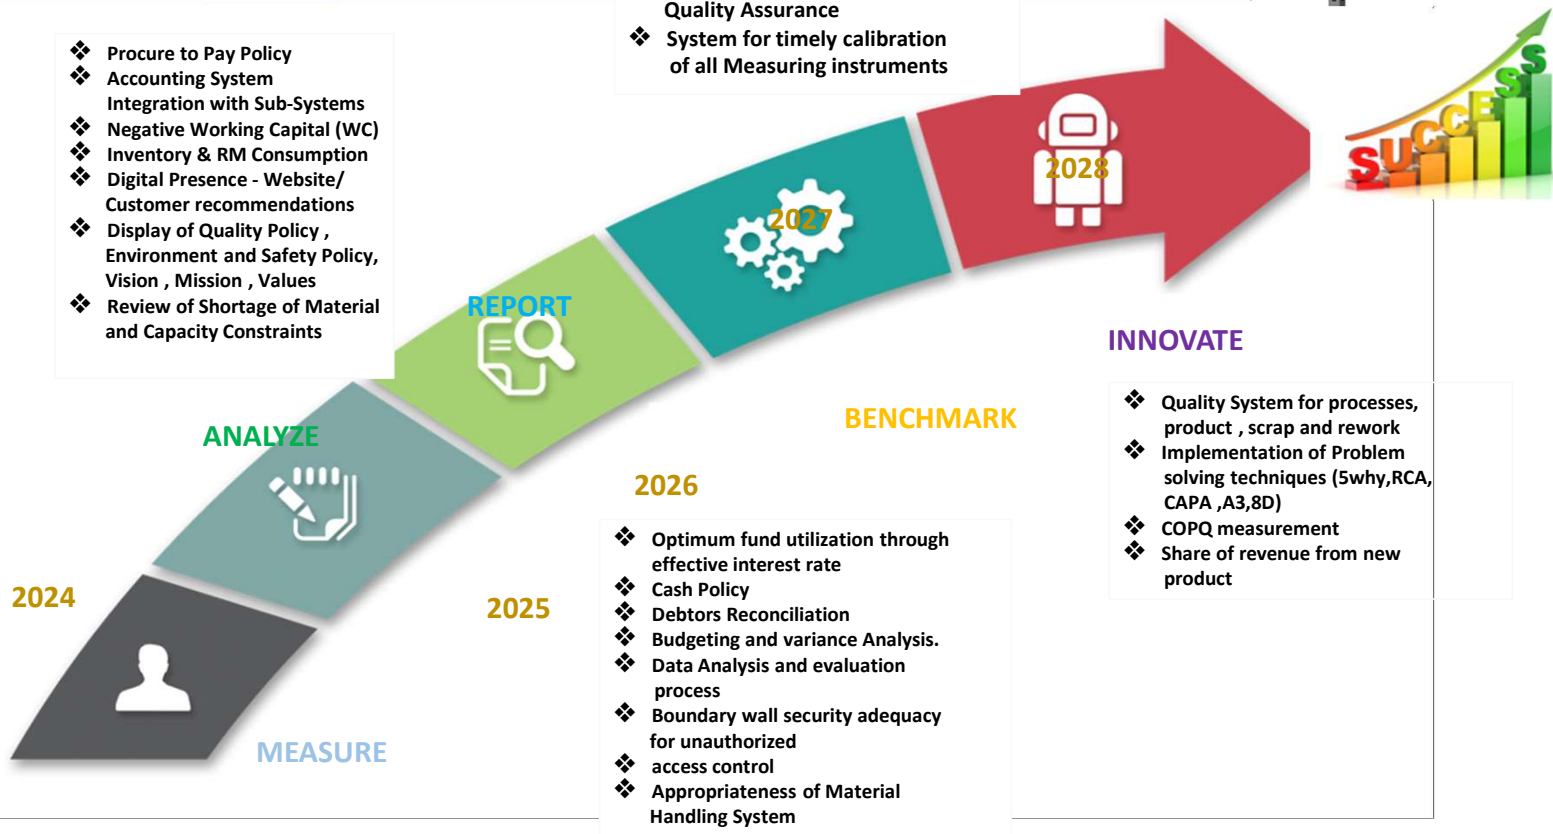 Quality Assurance
❖ System for timely calibration
of all Measuring instruments
❖ Procure to Pay Policy
❖ Accounting System
Integration with Sub-Systems
❖ Negative Working Capital (WC)
❖ Inventory & RM Consumption
❖ Digital Presence - Website/
Customer recommendations
❖ Display of Quality Policy ,
Environment and Safety Policy,
Vision , Mission , Values
❖ Review of Shortage of Material
and Capacity Constraints
SUCCESS
2028
2027
REPORT
INNOVATE
❖ Quality System for processes,
product , scrap and rework
❖ Implementation of Problem
solving techniques (5why,RCA,
CAPA ,A3,8D)
❖ COPQ measurement
❖ Share of revenue from new
product
BENCHMARK
ANALYZE
2026
❖ Optimum fund utilization through
effective interest rate
❖ Cash Policy
❖ Debtors Reconciliation
❖ Budgeting and variance Analysis.
❖ Data Analysis and evaluation
process
❖ Boundary wall security adequacy
for unauthorized
❖ access control
❖ Appropriateness of Material
Handling System
2024
2025
MEASURE